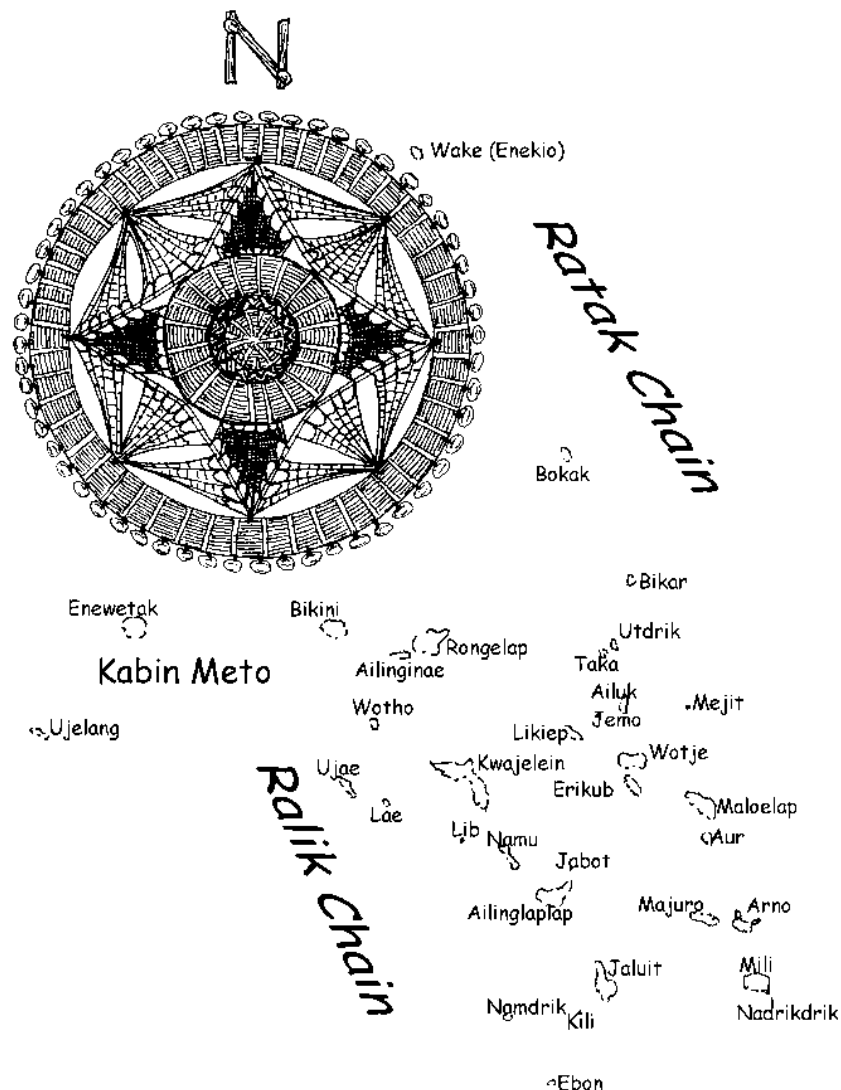 N
Wake (Enekio)
Ratak Chain
Bokak
Bikar
Enewetak
Bikini
Utdrik
Rongelap
Taka
Ailinginae
Kabin Meto
Ailuk
Mejit
Wotho
Jemo
Ujelang
Likiep
Wotje
Ujae
Kwajelein
Erikub
Maloelap
Lae
Ralik Chain
Lib
Namu
Aur
Jabot
Ailinglaplap
Majuro
Arno
Jaluit
Mili
Namdrik
Kili
Nadrikdrik
Ebon